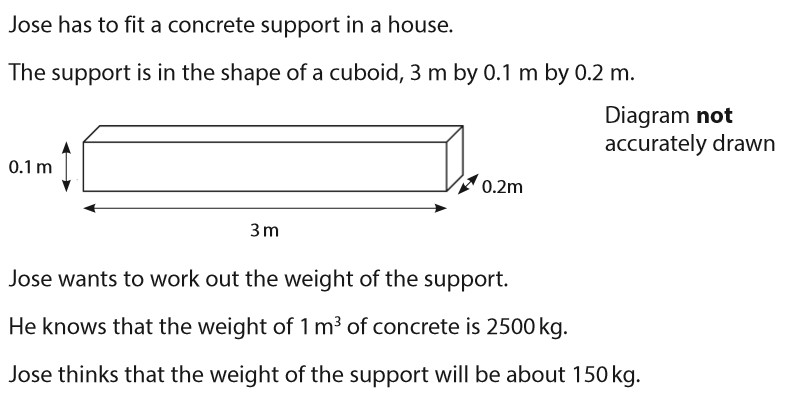 Jose has to fit a concrete support in a house.
The support is in the shape of a cuboid, 3 m by 0.1 m by 0.2 m.
Diagram not
accurately drawn
0.1 m
0.2m
3 m
Jose wants to work out the weight of the support.
He knows that the weight of 1 m³ of concrete is 2500 kg.
Jose thinks that the weight of the support will be about 150 kg.